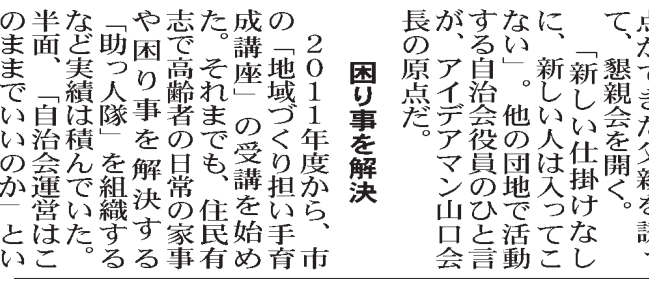 て、懇親会を開く。
「新しい仕掛けなし
に、新しい人は入ってこ
ない」。他の団地で活動
する自治会役員のひと言
が、アイデアマン山口会
長の原点だ。
困り事を解決
2011年度から、市
の「地域づくり担い手育
成講座」の受講を始め
た。それまでも、住民有
志で高齢者の日常の家事
や困り事を解決する
「助っ人隊」を組織する
など実績は積んでいた。
半面、「自治会運営はこ
のままでいいのか」とい